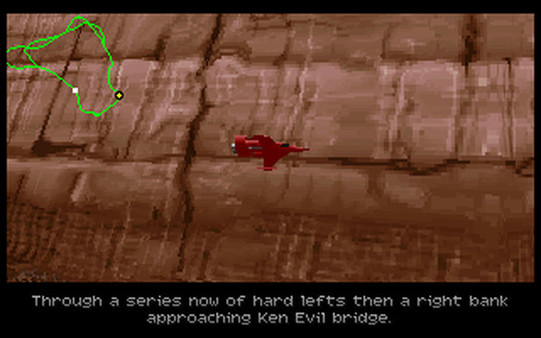 Through a series now of hard lefts then a right bank
approaching Ken Evil bridge.